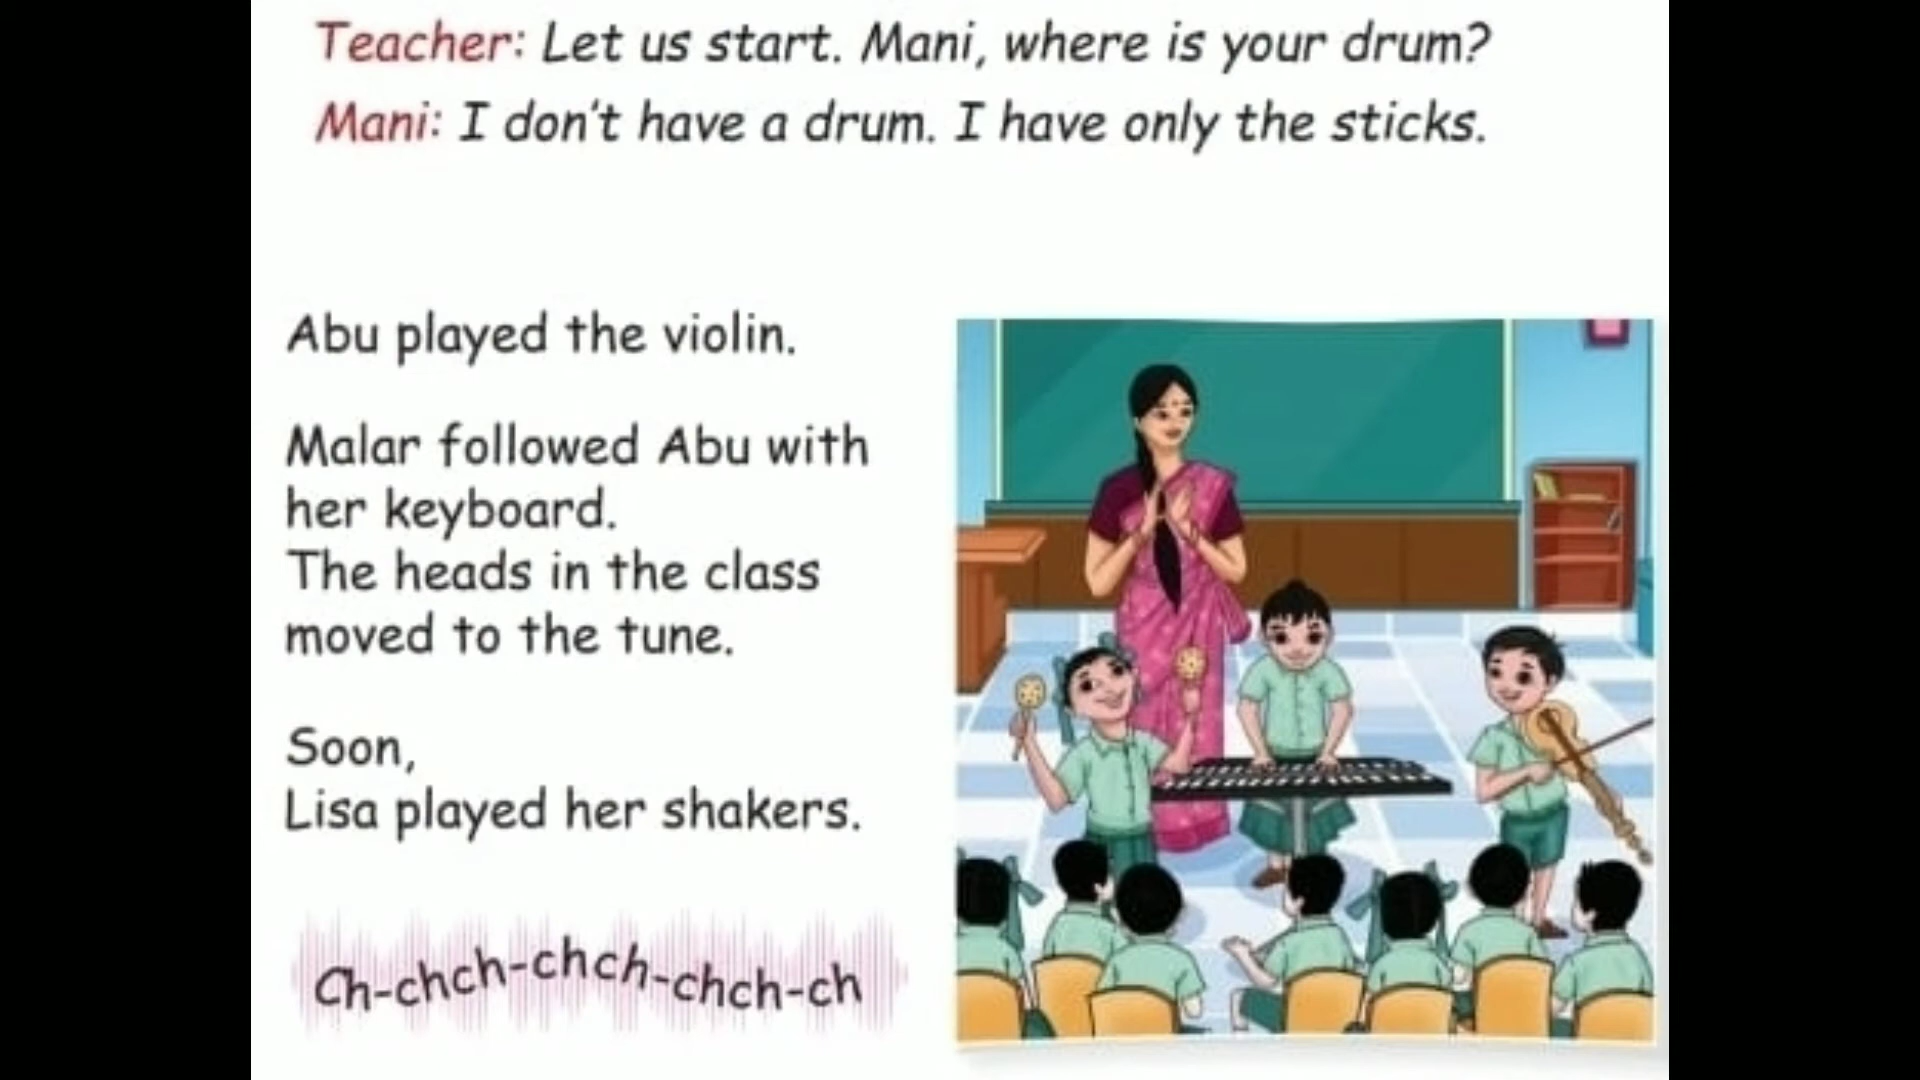 Teacher: Let us start. Mani, where is your drum?
Mani: I don't have a drum. I have only the sticks.
Abu played the violin.
Malar followed Abu with
her keyboard.
The heads in the class
moved to the tune.
Soon,
Lisa played her shakers.
Ch-chch-chch-chch-ch